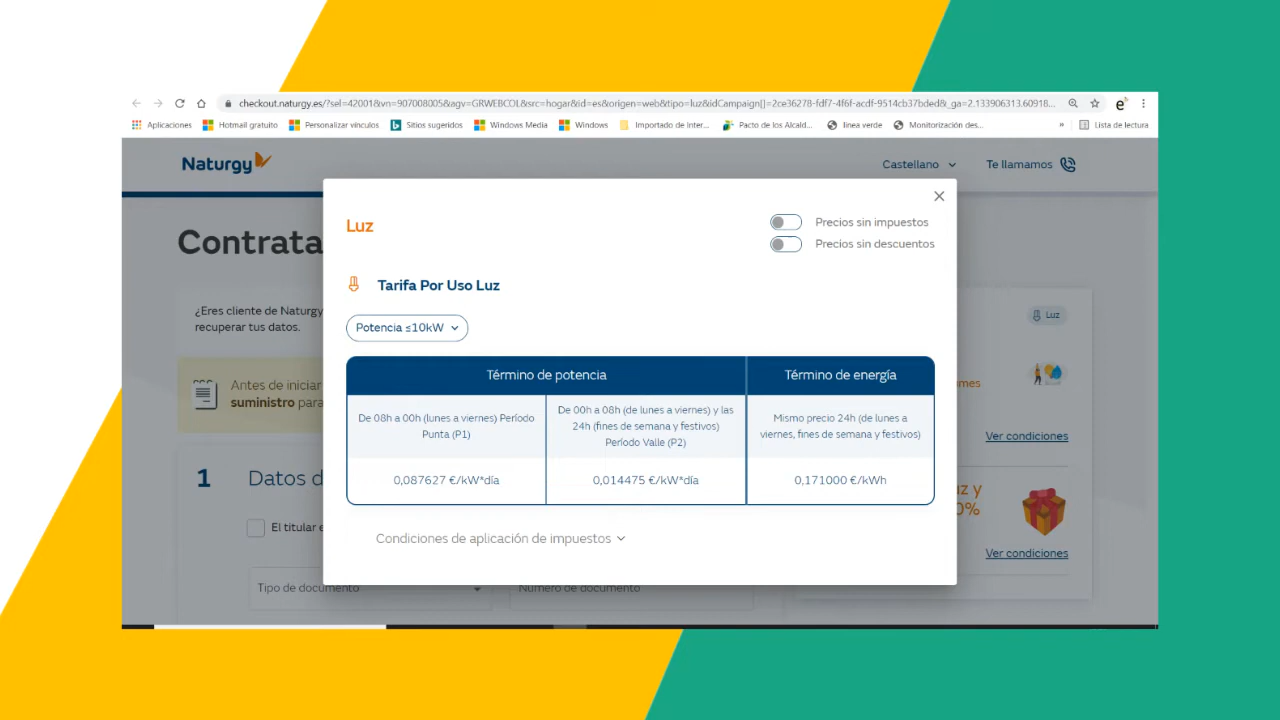 checkout.naturgy.es/?sel=42001&vn=907008005&agv=GRWEBCOL&src=hogar&id=es&origen=web&tipo=luz&idCampaign[]=2ce36278-fdf7-4f6f-acdf-9514cb37bded&_ga=2.133906313.60918...
e
Aplicaciones Hotmail gratuito Personalizar vínculos Sitios sugeridos Windows Media Windows Importado de Inter... Pacto de los Alcald... linea verde Monitorización des... » Lista de lectura
Naturgy
Castellano Te llamamos
Contrata
Luz
Precios sin impuestos
Precios sin descuentos
Tarifa Por Uso Luz
¿Eres cliente de Naturgy
recuperar tus datos.
Potencia ≤10kW
Luz
Término de potencia Término de energía
Antes de iniciar
suministro para
De 08h a 00h (lunes a viernes) Período
Punta (P1)
De 00h a 08h (de lunes a viernes) y las
24h (fines de semana y festivos)
Período Valle (P2)
Mismo precio 24h (de lunes a
viernes, fines de semana y festivos)
Ver condiciones
1 Datos d
0,087627 €/kW*día 0,014475 €/kW*día 0,171000 €/kWh
El titular e
Condiciones de aplicación de impuestos
Ver condiciones
Tipo de documento Número de documento